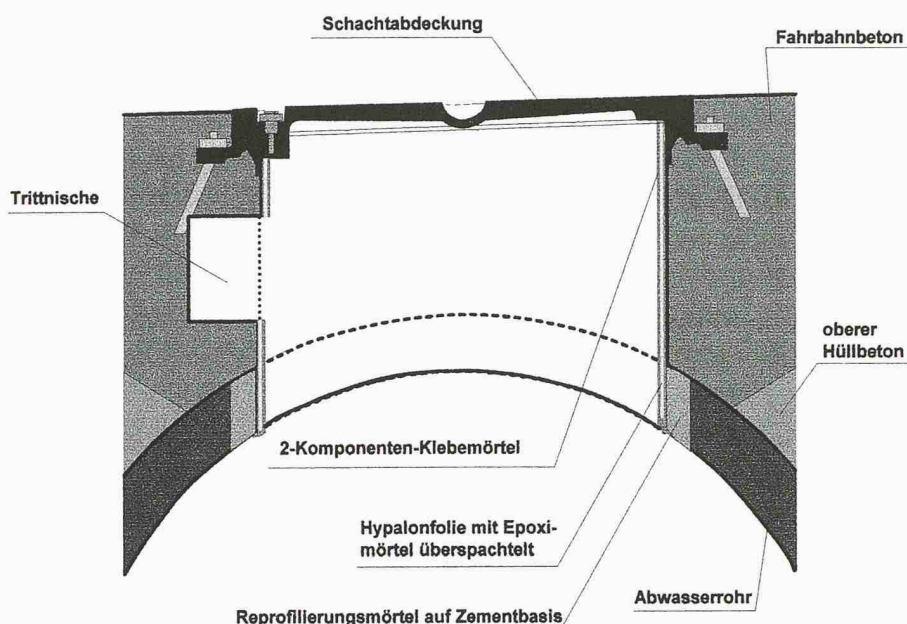 Schachtabdeckung
Fahrbahnbeton
Trittnische
oberer
Hüllbeton
2-Komponenten-Klebemörtel
Hypalonfolie mit Epoxi-
mörtel überspachtelt
Abwasserrohr
Reprofilierungsmörtel auf Zementbasis